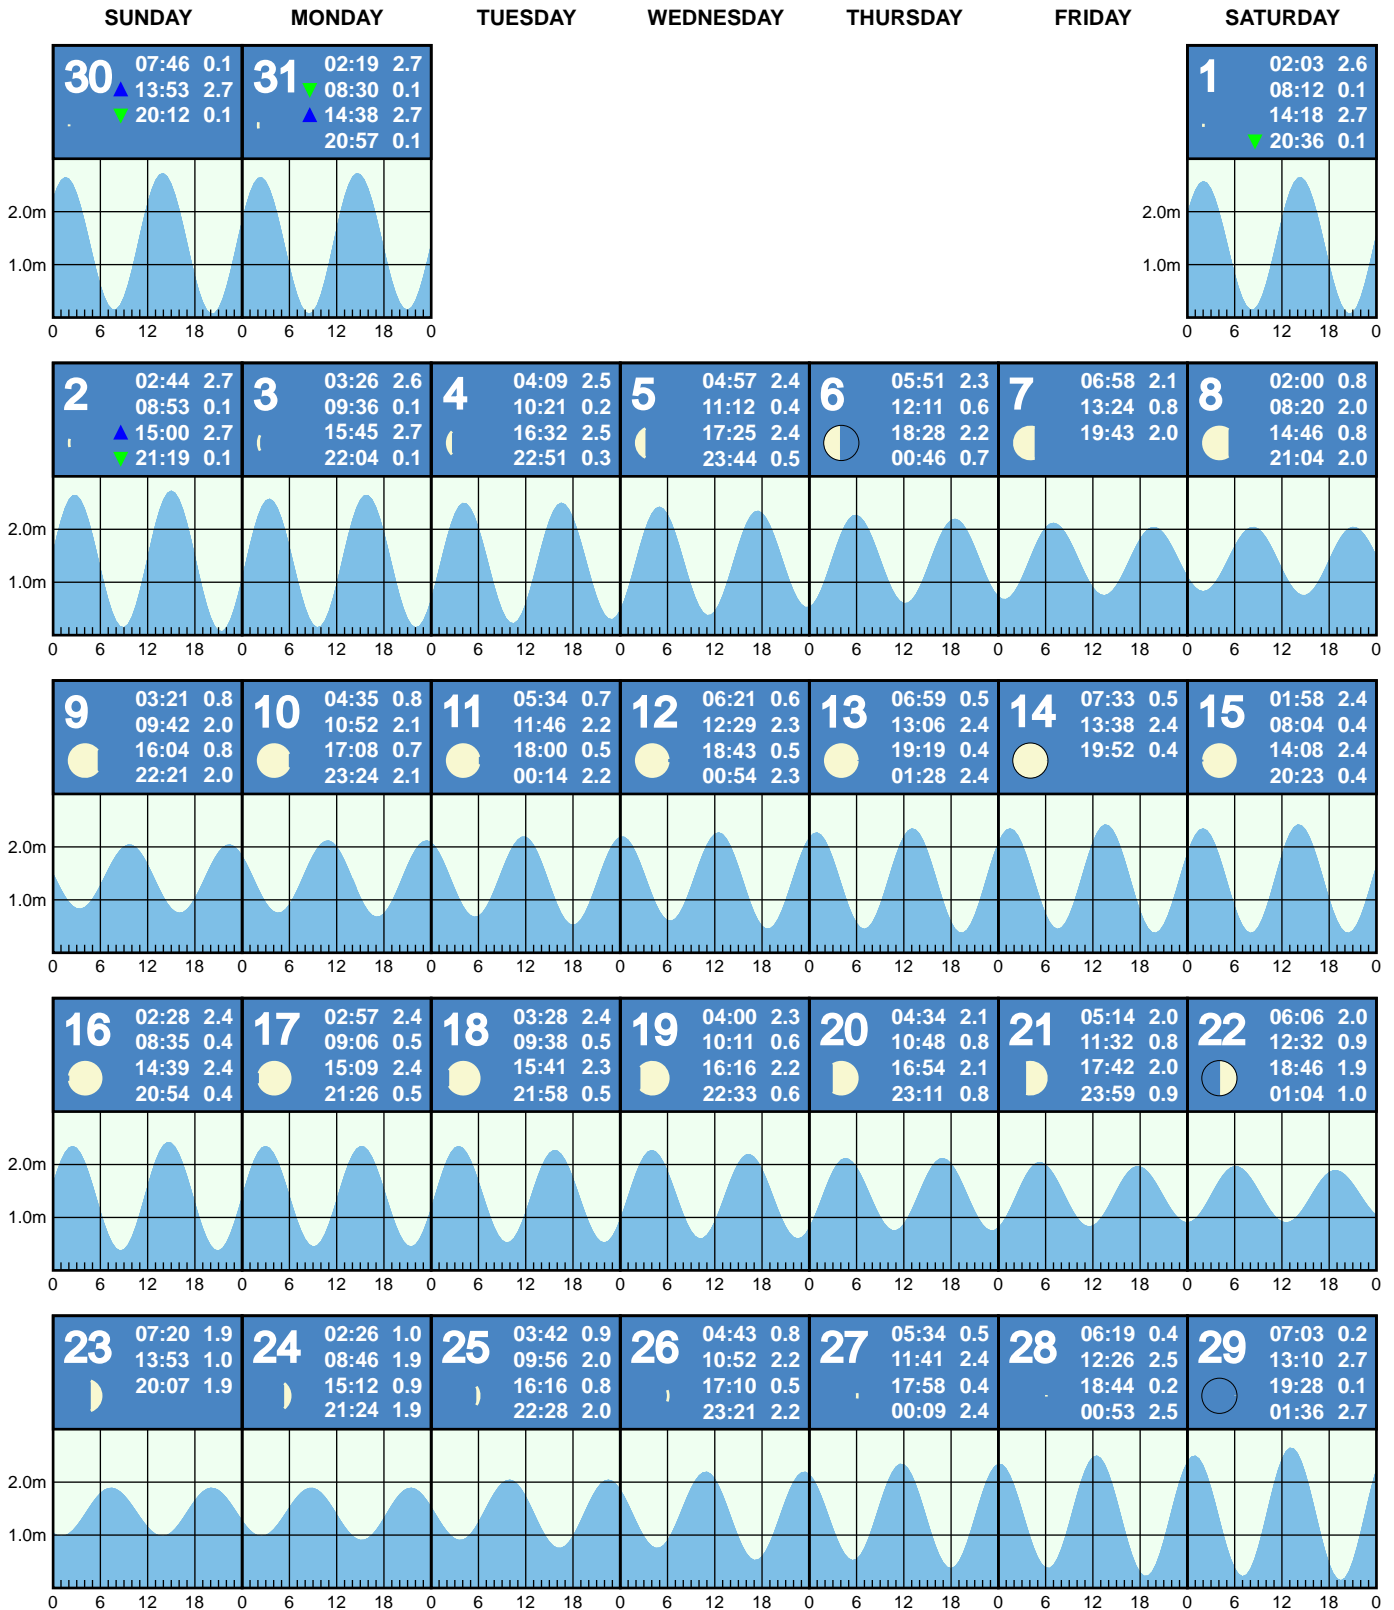 SUNDAY MONDAY TUESDAY WEDNESDAY THURSDAY FRIDAY SATURDAY
30 07:46 0.1
13:53 2.7
20:12 0.1
31 02:19 2.7
08:30 0.1
14:38 2.7
20:57 0.1
1 02:03 2.6
08:12 0.1
14:18 2.7
20:36 0.1
2.0m 2.0m
1.0m 1.0m
0 6 12 18 0 6 12 18 0 0 6 12 18 0
2 02:44 2.7
08:53 0.1
15:00 2.7
21:19 0.1
3 03:26 2.6
09:36 0.1
15:45 2.7
22:04 0.1
4 04:09 2.5
10:21 0.2
16:32 2.5
22:51 0.3
5 04:57 2.4
11:12 0.4
17:25 2.4
23:44 0.5
6 05:51 2.3
12:11 0.6
18:28 2.2
00:46 0.7
7 06:58 2.1
13:24 0.8
19:43 2.0
8 02:00 0.8
08:20 2.0
14:46 0.8
21:04 2.0
2.0m
1.0m
0 6 12 18 0 6 12 18 0 6 12 18 0 6 12 18 0 6 12 18 0 6 12 18 0 6 12 18 0
9 03:21 0.8
09:42 2.0
16:04 0.8
22:21 2.0
10 04:35 0.8
10:52 2.1
17:08 0.7
23:24 2.1
11 05:34 0.7
11:46 2.2
18:00 0.5
00:14 2.2
12 06:21 0.6
12:29 2.3
18:43 0.5
00:54 2.3
13 06:59 0.5
13:06 2.4
19:19 0.4
01:28 2.4
14 07:33 0.5
13:38 2.4
19:52 0.4
15 01:58 2.4
08:04 0.4
14:08 2.4
20:23 0.4
2.0m
1.0m
0 6 12 18 0 6 12 18 0 6 12 18 0 6 12 18 0 6 12 18 0 6 12 18 0 6 12 18 0
16 02:28 2.4
08:35 0.4
14:39 2.4
20:54 0.4
17 02:57 2.4
09:06 0.5
15:09 2.4
21:26 0.5
18 03:28 2.4
09:38 0.5
15:41 2.3
21:58 0.5
19 04:00 2.3
10:11 0.6
16:16 2.2
22:33 0.6
20 04:34 2.1
10:48 0.8
16:54 2.1
23:11 0.8
21 05:14 2.0
11:32 0.8
17:42 2.0
23:59 0.9
22 06:06 2.0
12:32 0.9
18:46 1.9
01:04 1.0
2.0m
1.0m
0 6 12 18 0 6 12 18 0 6 12 18 0 6 12 18 0 6 12 18 0 6 12 18 0 6 12 18 0
23 07:20 1.9
13:53 1.0
20:07 1.9
24 02:26 1.0
08:46 1.9
15:12 0.9
21:24 1.9
25 03:42 0.9
09:56 2.0
16:16 0.8
22:28 2.0
26 04:43 0.8
10:52 2.2
17:10 0.5
23:21 2.2
27 05:34 0.5
11:41 2.4
17:58 0.4
00:09 2.4
28 06:19 0.4
12:26 2.5
18:44 0.2
00:53 2.5
29 07:03 0.2
13:10 2.7
19:28 0.1
01:36 2.7
2.0m
1.0m
0 6 12 18 0 6 12 18 0 6 12 18 0 6 12 18 0 6 12 18 0 6 12 18 0 6 12 18 0